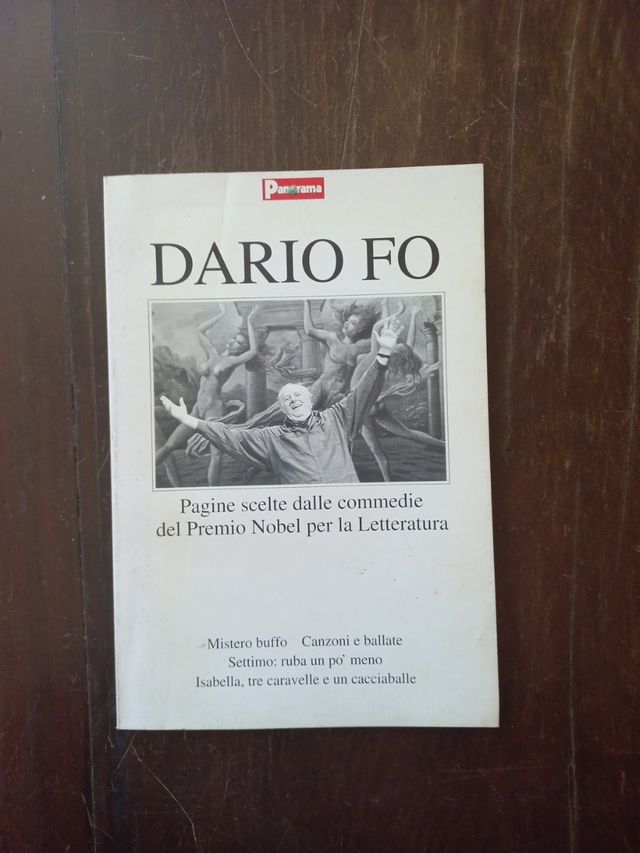 Panorama
DARIO FO
Pagine scelte dalle commedie
del Premio Nobel per la Letteratura
Mistero buffo Canzoni e ballate
Settimo: ruba un po' meno
Isabella, tre caravelle e un cacciaballe